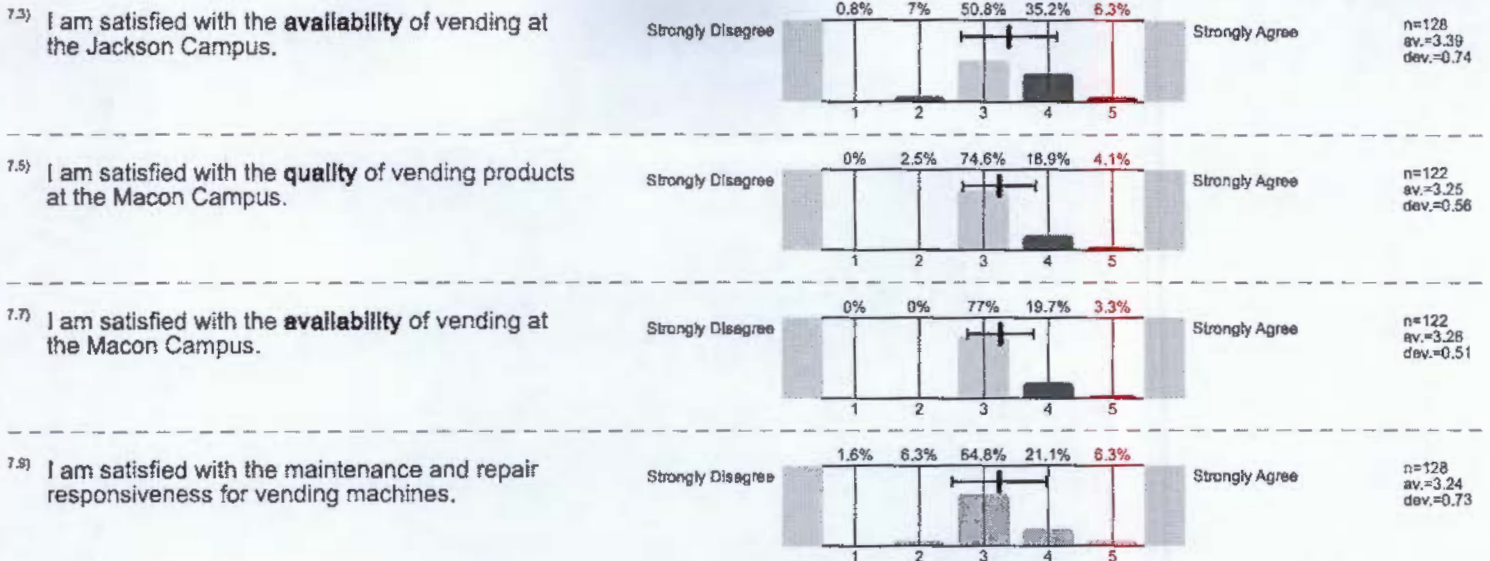 7.3) I am satisfied with the availability of vending at
the Jackson Campus.
Strongly Disagree
0.8% 7% 50.8% 35.2% 6.3%
1 2 3 4 5
Strongly Agree
n=128
av.=3.39
dev.=0.74
7.5) I am satisfied with the quality of vending products
at the Macon Campus.
Strongly Disagree
0% 2.5% 74.6% 18.9% 4.1%
1 2 3 4 5
Strongly Agree
n=122
av.=3.25
dev.=0.56
7.7) I am satisfied with the availability of vending at
the Macon Campus.
Strongly Disagree
0% 0% 77% 19.7% 3.3%
1 2 3 4 5
Strongly Agree
n=122
av.=3.26
dev.=0.51
7.9) I am satisfied with the maintenance and repair
responsiveness for vending machines.
Strongly Disagree
1.6% 6.3% 64.8% 21.1% 6.3%
1 2 3 4 5
Strongly Agree
n=128
av.=3.24
dev.=0.73